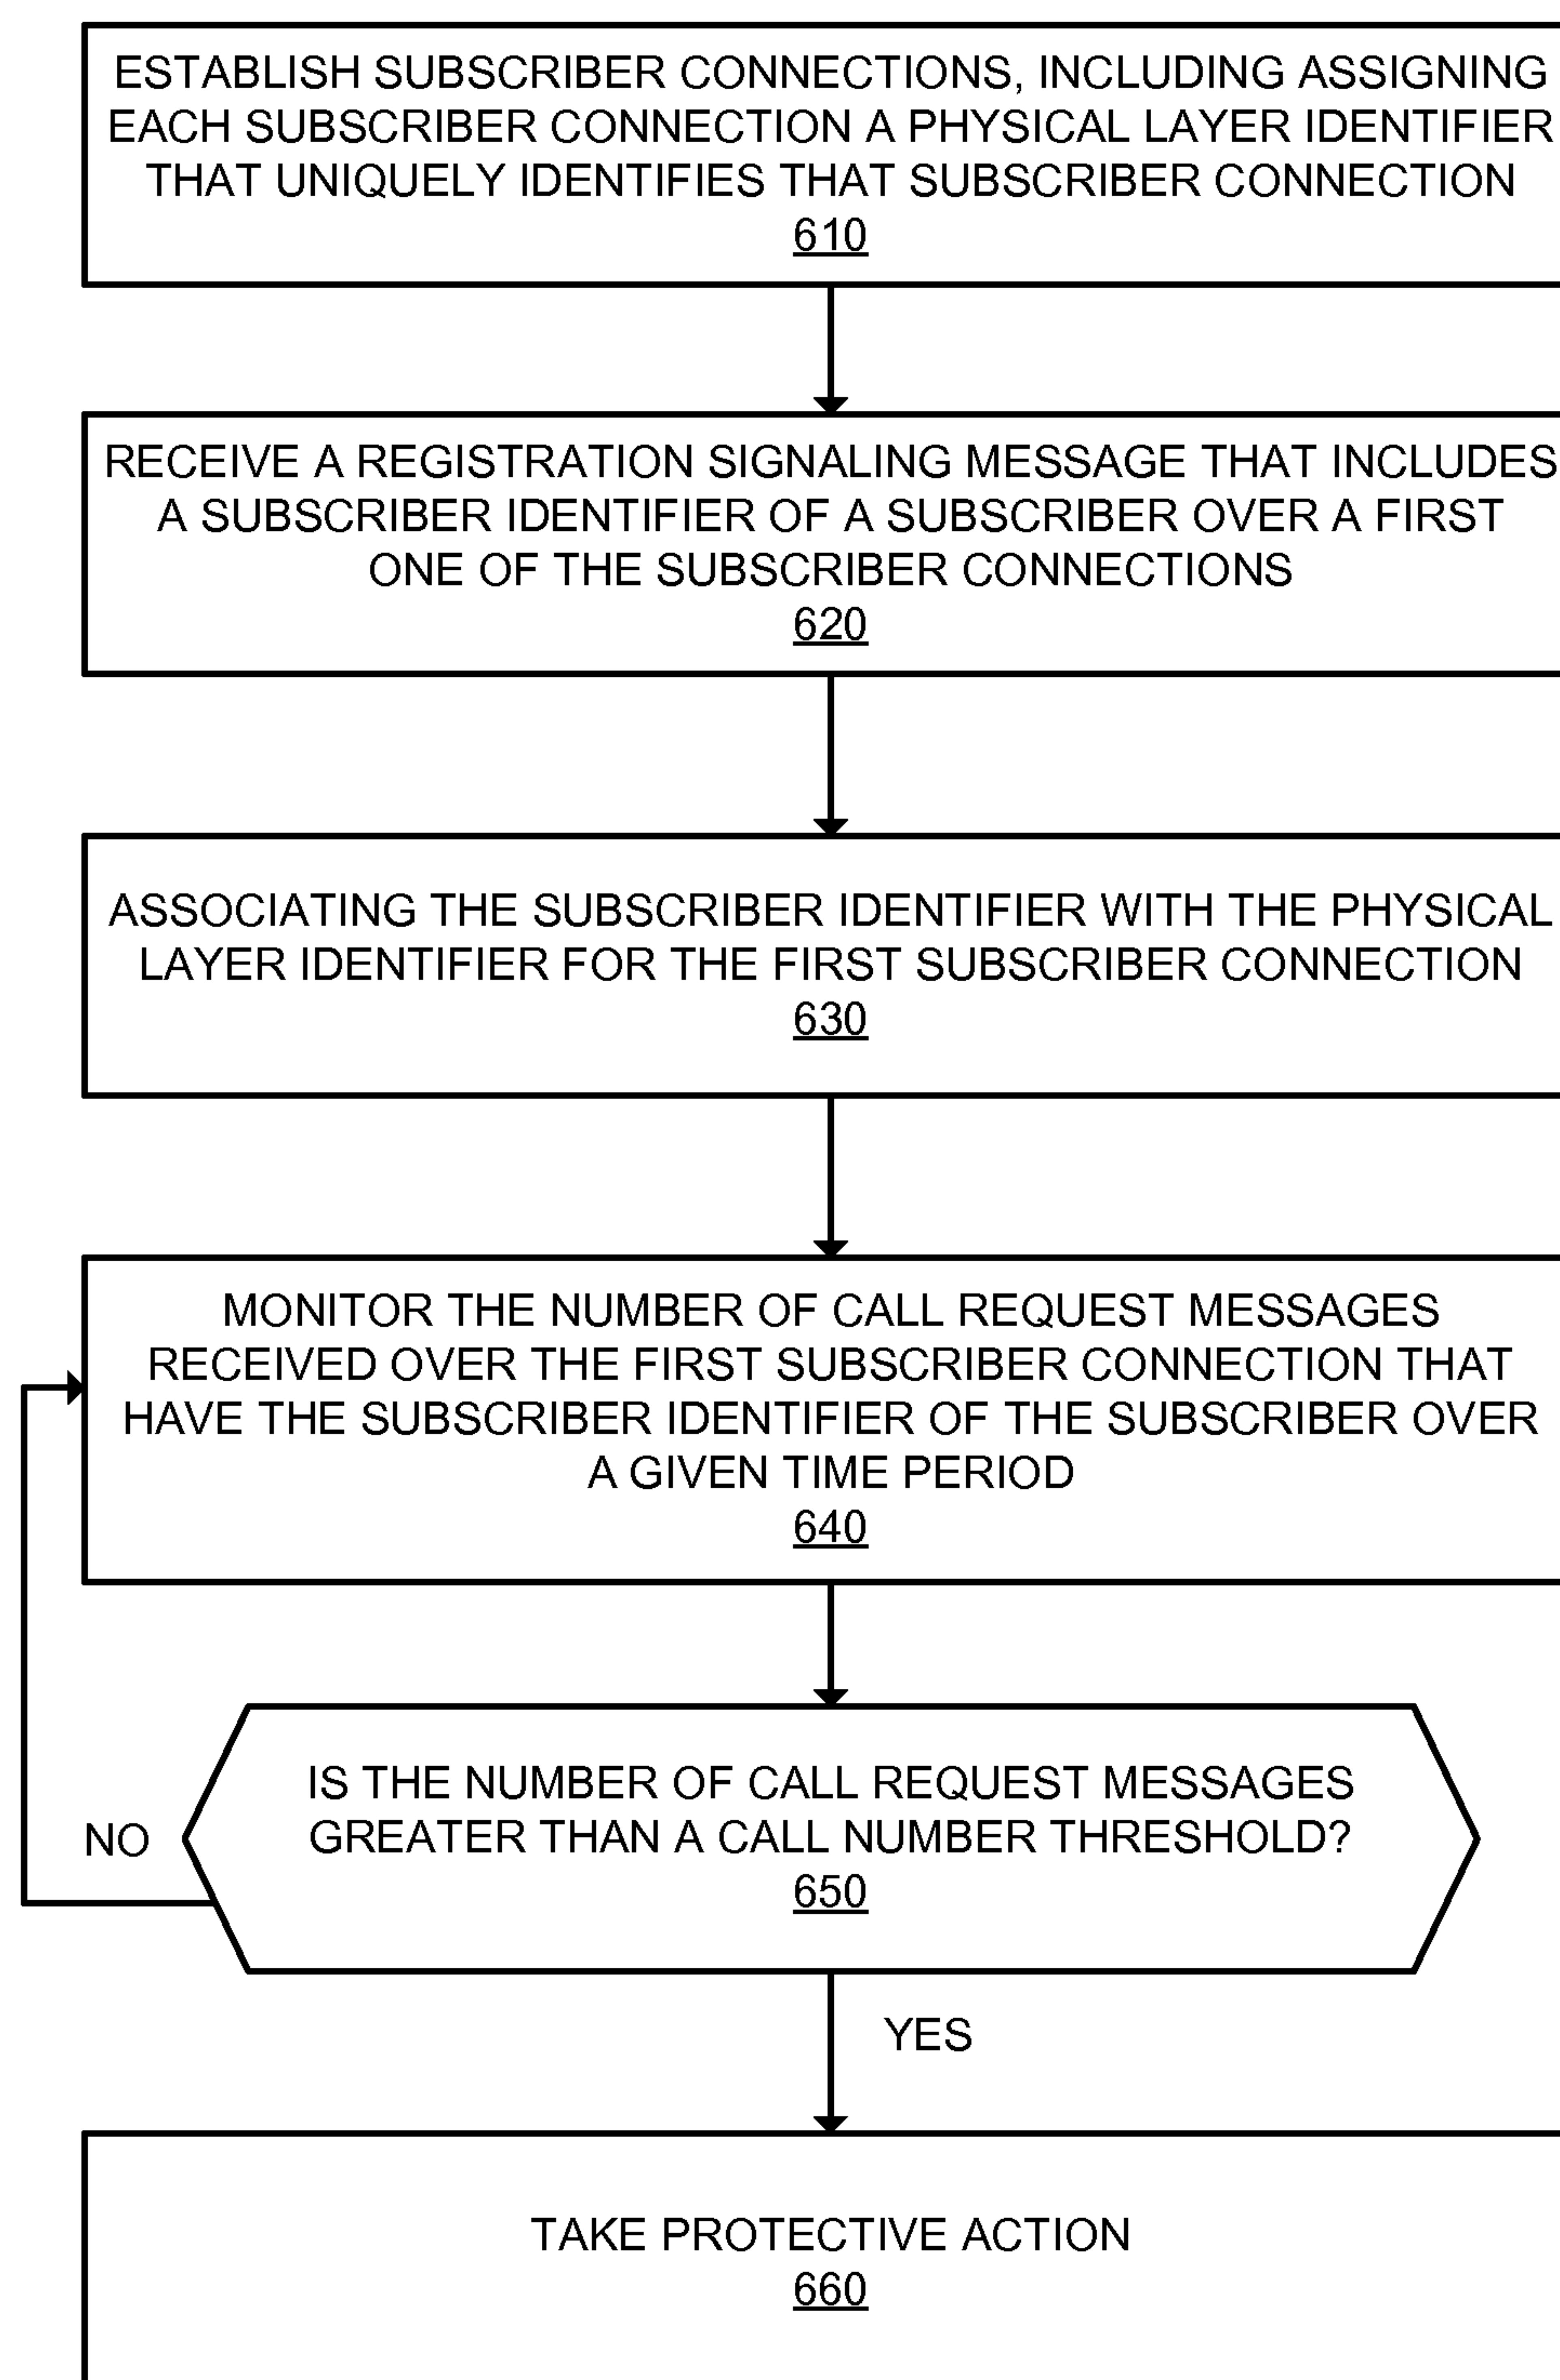 ESTABLISH SUBSCRIBER CONNECTIONS, INCLUDING ASSIGNING
EACH SUBSCRIBER CONNECTION A PHYSICAL LAYER IDENTIFIER
THAT UNIQUELY IDENTIFIES THAT SUBSCRIBER CONNECTION
610
RECEIVE A REGISTRATION SIGNALING MESSAGE THAT INCLUDES
A SUBSCRIBER IDENTIFIER OF A SUBSCRIBER OVER A FIRST
ONE OF THE SUBSCRIBER CONNECTIONS
620
ASSOCIATING THE SUBSCRIBER IDENTIFIER WITH THE PHYSICAL
LAYER IDENTIFIER FOR THE FIRST SUBSCRIBER CONNECTION
630
MONITOR THE NUMBER OF CALL REQUEST MESSAGES
RECEIVED OVER THE FIRST SUBSCRIBER CONNECTION THAT
HAVE THE SUBSCRIBER IDENTIFIER OF THE SUBSCRIBER OVER
A GIVEN TIME PERIOD
640
IS THE NUMBER OF CALL REQUEST MESSAGES
GREATER THAN A CALL NUMBER THRESHOLD?
650
NO
YES
TAKE PROTECTIVE ACTION
660